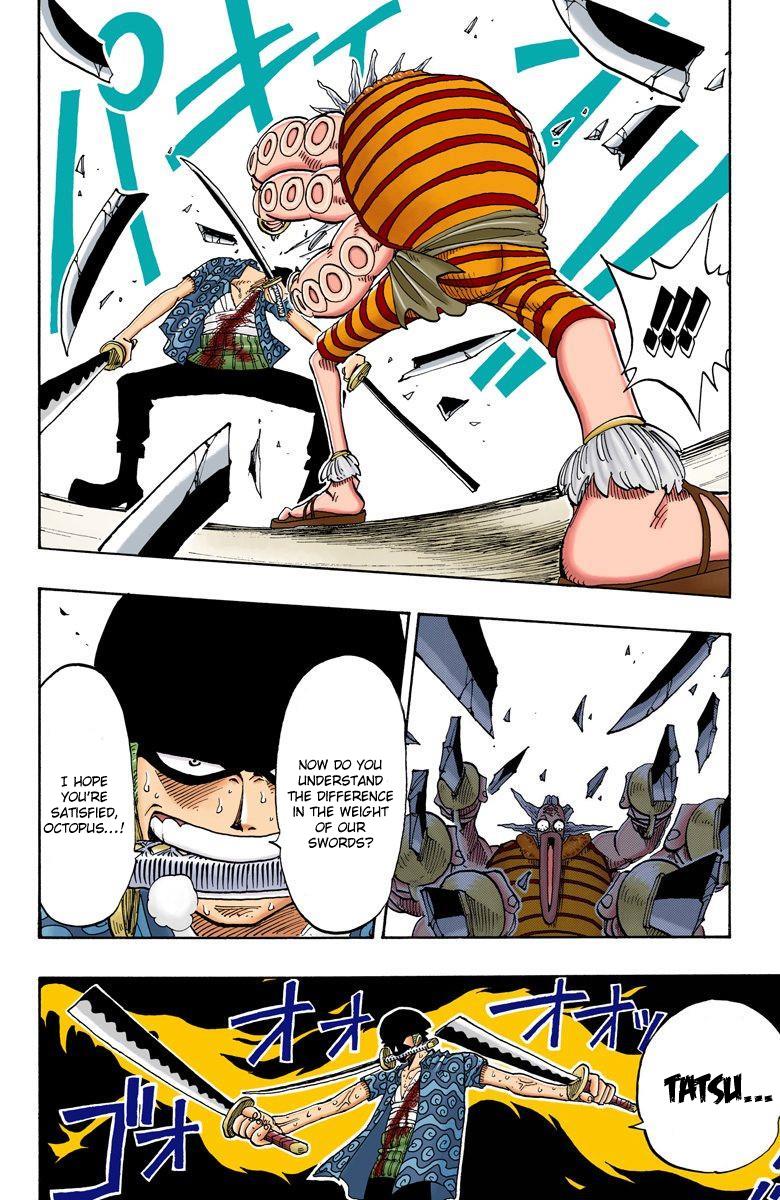 パキィン
!!!
NOW DO YOU
UNDERSTAND
THE DIFFERENCE
IN THE WEIGHT
OF OUR
SWORDS?
I HOPE
YOU'RE
SATISFIED,
OCTOPUS...!
TATSU...
ゴオオオオッ